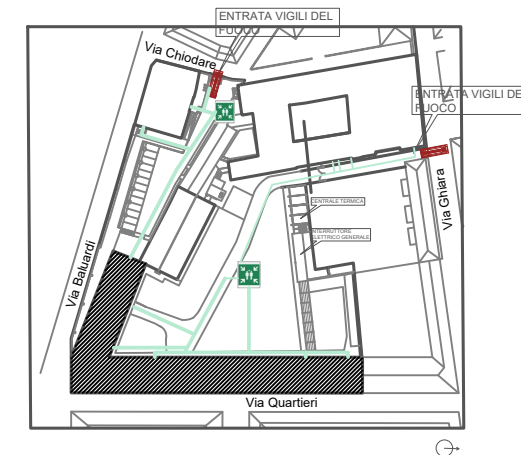 ENTRATA VIGILI DEL
FUOCO
Via Chiodare
ENTRATA VIGILI DE
FUOCO
Via Ghiara
CENTRALE TERMICA
INTERRUTTORE
ELETTRICO GENERALE
Via Baluardi
Via Quartieri